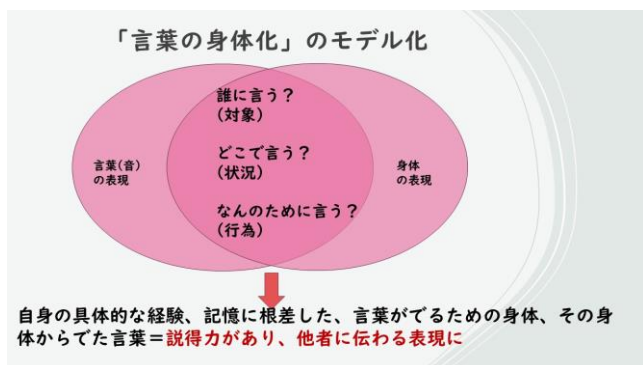 「言葉の身体化」のモデル化
誰に言う？
(対象)
どこで言う？
(状況)
なんのために言う？
(行為)
言葉(音)
の表現
身体
の表現
自身の具体的な経験、記憶に根差した、言葉がでるための身体、その身
体からでた言葉＝説得力があり、他者に伝わる表現に